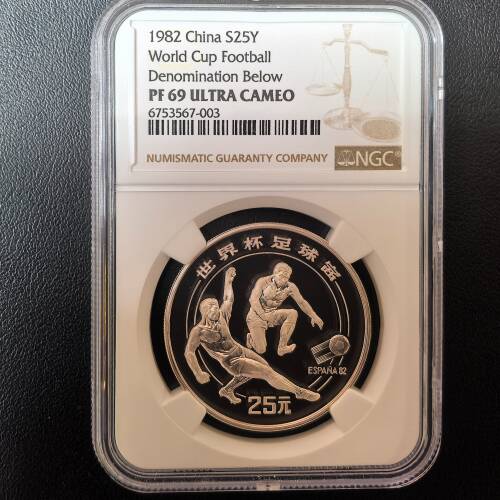 1982 China S25Y
World Cup Football
Denomination Below
PF 69 ULTRA CAMEO
6753567-003
NUMISMATIC GUARANTY COMPANY
NGC
世界杯足球赛
ESPAÑA 82
25元